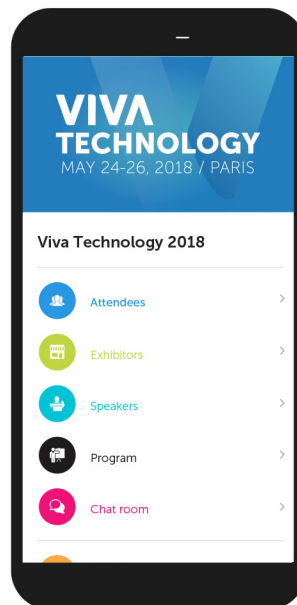 VIVA
TECHNOLOGY
MAY 24-26, 2018 / PARIS
Viva Technology 2018
Attendees
Exhibitors
Speakers
Program
Chat room